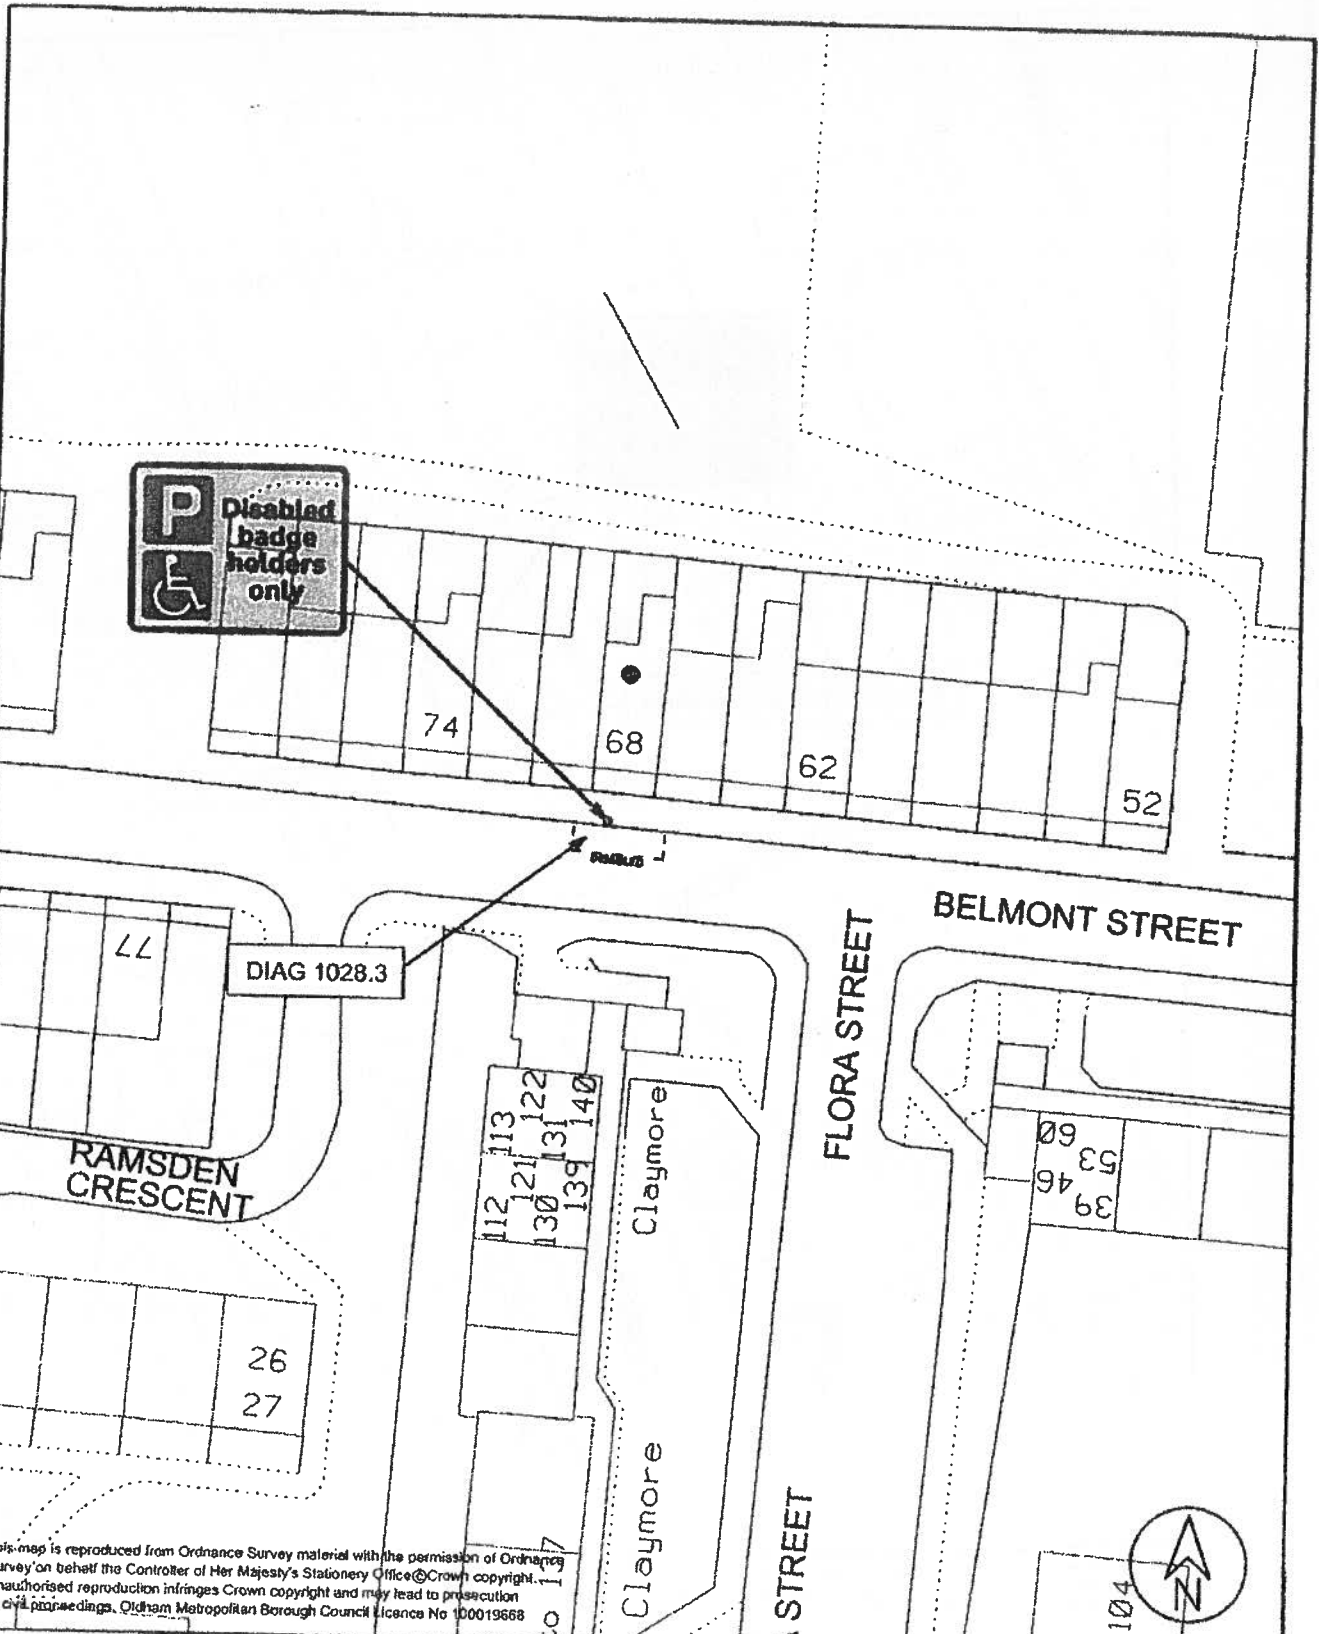 P
Disabled
badge
holders
only
74
68
62
52
BELMONT STREET
77
DIAG 1028.3
FLORA STREET
113
122
131
140
112
121
130
139
Claymore
60
53
46
39
RAMSDEN
CRESCENT
26
27
Claymore
STREET
104
N
map is reproduced from Ordnance Survey material with the permission of Ordnance
on behalf the Controller of Her Majesty's Stationery Office © Crown copyright.
reproduction infringes Crown copyright and may lead to prosecution
civil proceedings. Oldham Metropolitan Borough Council Licence No 100019668